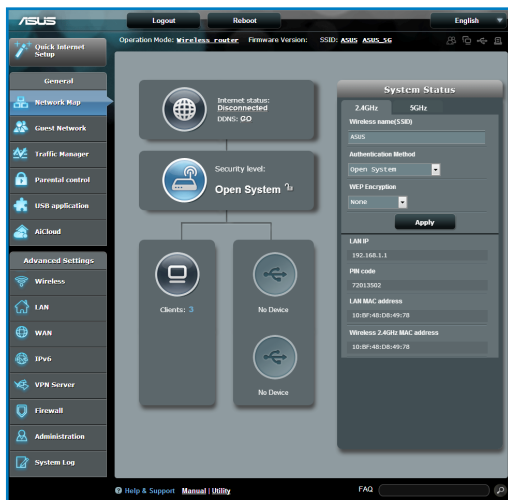 ASUS
Logout
Reboot
English
Quick Internet
Setup
Operation Mode: Wireless router Firmware Version: SSID: ASUS ASUS_5G
General
Network Map
Guest Network
Traffic Manager
Parental control
USB application
AiCloud
Advanced Settings
Wireless
LAN
WAN
IPv6
VPN Server
Firewall
Administration
System Log
Internet status:
Disconnected
DDNS: GO
Security level:
Open System
Clients: 3
No Device
No Device
System Status
2.4GHz 5GHz
Wireless name(SSID)
ASUS
Authentication Method
Open System
WEP Encryption
None
Apply
LAN IP
192.168.1.1
PIN code
72013502
LAN MAC address
10:BF:48:D8:49:78
Wireless 2.4GHz MAC address
10:BF:48:D8:49:78
Help & Support Manual | Utility
FAQ